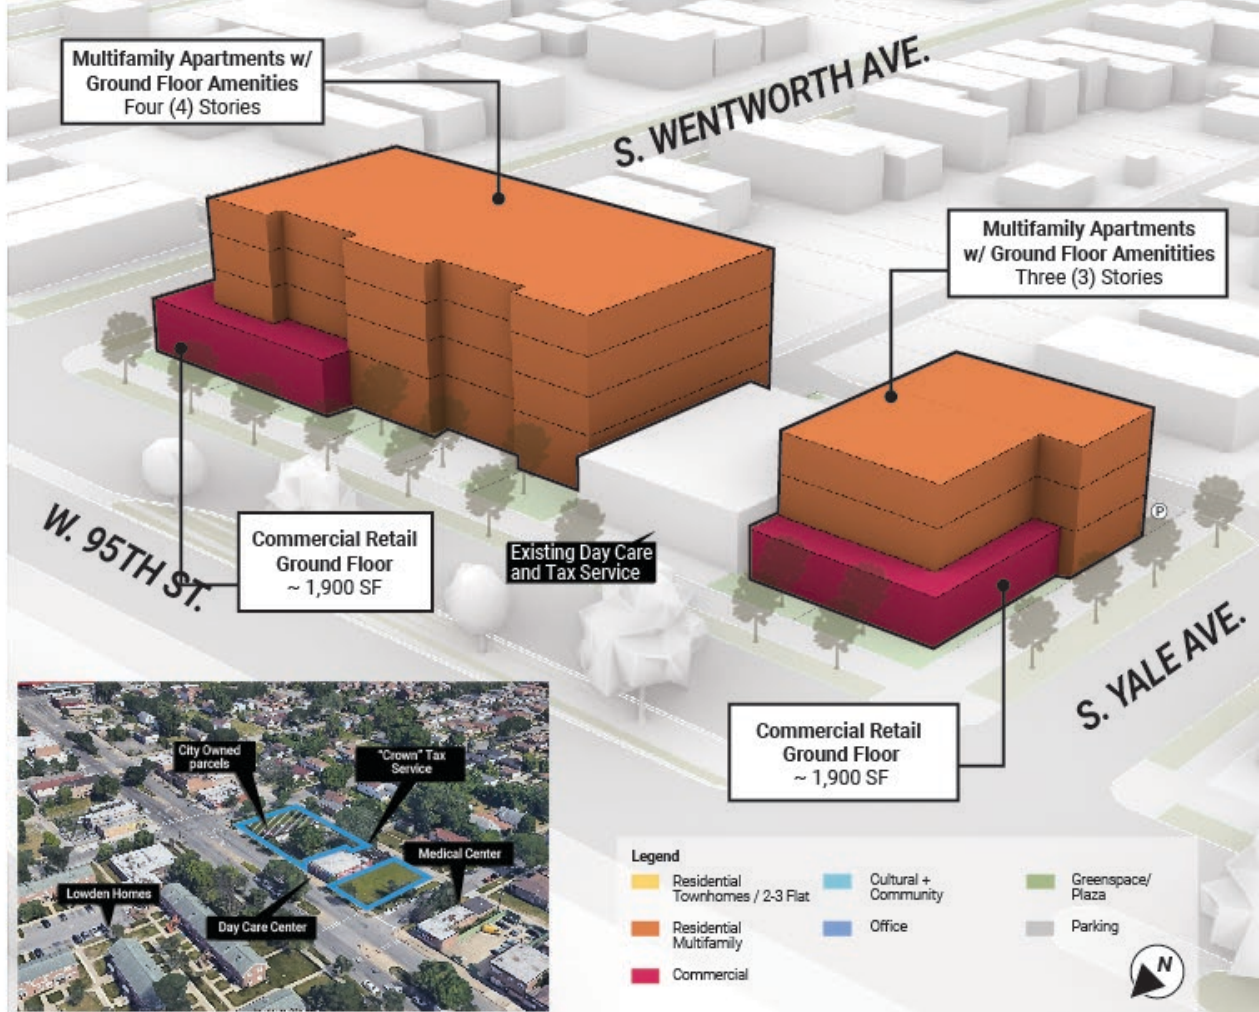 Multifamily Apartments w/
Ground Floor Amenities
Four (4) Stories
S. WENTWORTH AVE.
Multifamily Apartments
w/ Ground Floor Amenitities
Three (3) Stories
W. 95TH ST.
Commercial Retail
Ground Floor
~ 1,900 SF
Existing Day Care
and Tax Service
P
S. YALE AVE.
Commercial Retail
Ground Floor
~ 1,900 SF
City Owned
parcels
"Crown" Tax
Service
Medical Center
Lowden Homes
Day Care Center
Legend
Residential
Townhomes / 2-3 Flat
Residential
Multifamily
Commercial
Cultural +
Community
Office
Greenspace/
Plaza
Parking
N